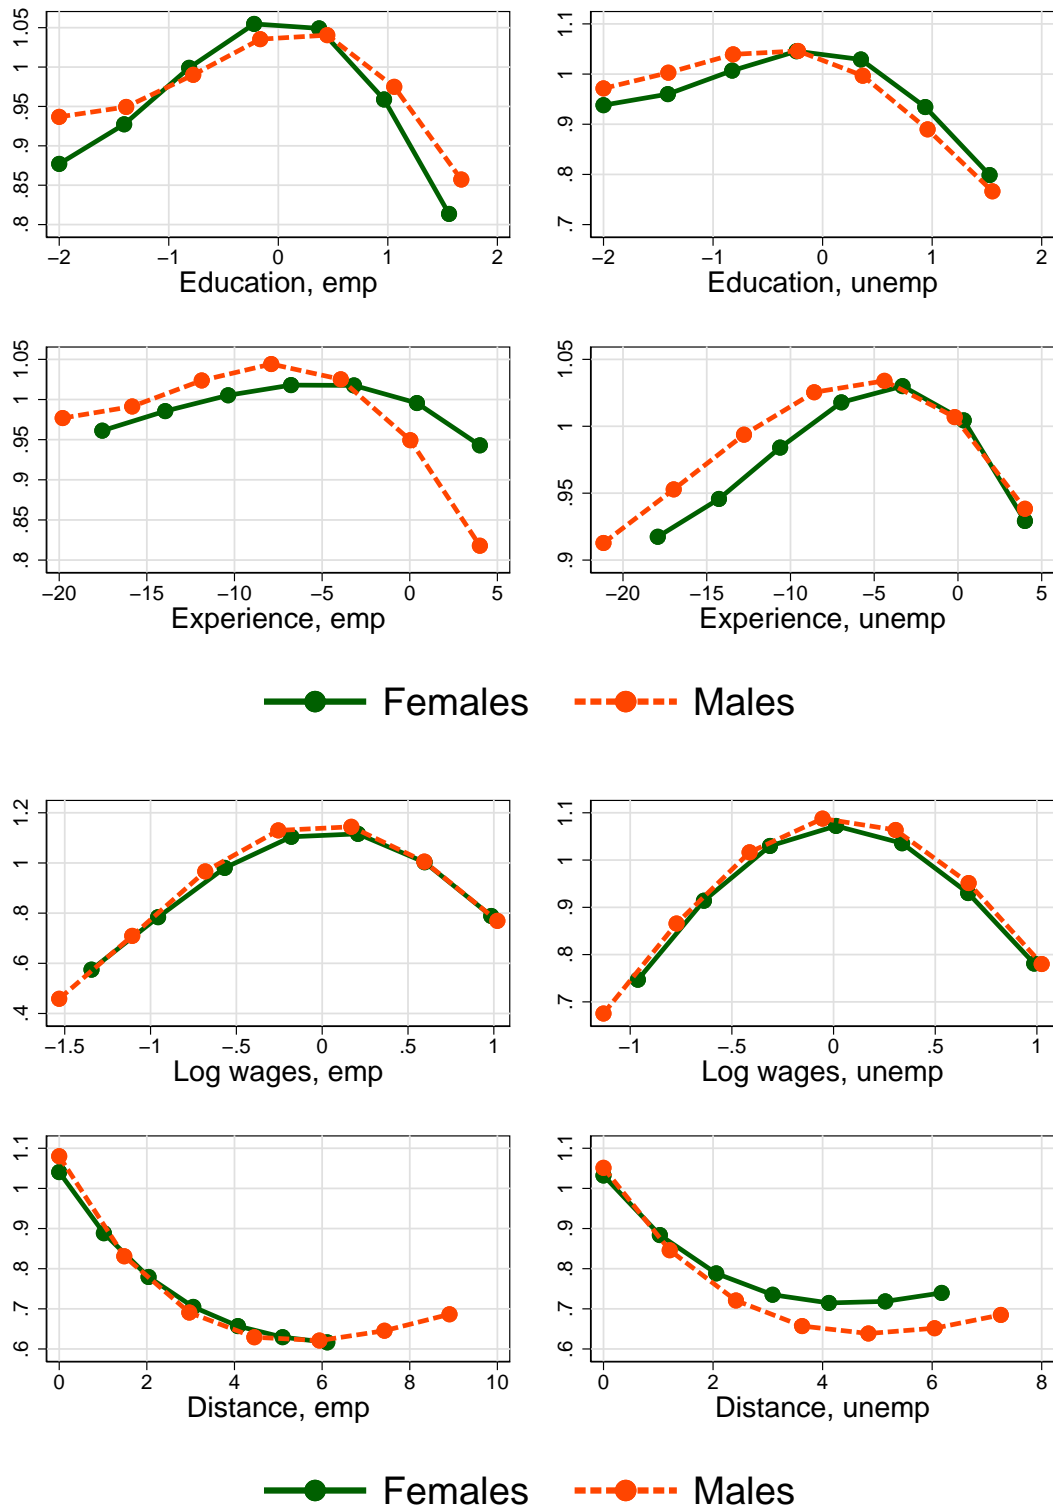 1.05
1
.95
.9
.85
.8
−2 −1 0 1 2
Education, emp
1.1
1
.9
.8
.7
−2 −1 0 1 2
Education, unemp
1.05
1
.95
.9
.85
.8
−20 −15 −10 −5 0 5
Experience, emp
1.05
1
.95
.9
−20 −15 −10 −5 0 5
Experience, unemp
Females Males
1.2
1
.8
.6
.4
−1.5 −1 −.5 0 .5 1
Log wages, emp
1.1
1
.9
.8
.7
−1 −.5 0 .5 1
Log wages, unemp
1.1
1
.9
.8
.7
.6
0 2 4 6 8 10
Distance, emp
1.1
1
.9
.8
.7
.6
0 2 4 6 8
Distance, unemp
Females Males